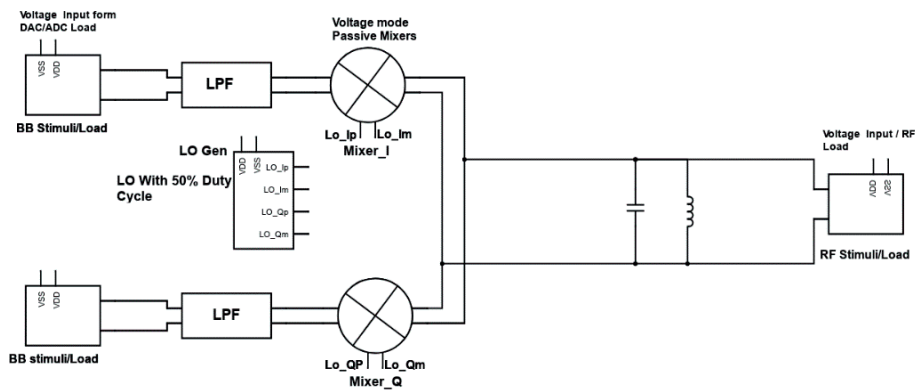 Voltage Input form
DAC/ADC Load
VSS
VDD
BB Stimuli/Load
LPF
Voltage mode
Passive Mixers
Lo_Ip
Lo_Im
Mixer_I
LO Gen
LO With 50% Duty
Cycle
VDD
VSS
LO_Ip
LO_Im
LO_Qp
LO_Qm
Voltage Input / RF
Load
VDD
VSS
RF Stimuli/Load
VSS
VDD
BB stimuli/Load
LPF
Lo_QP
Lo_Qm
Mixer_Q